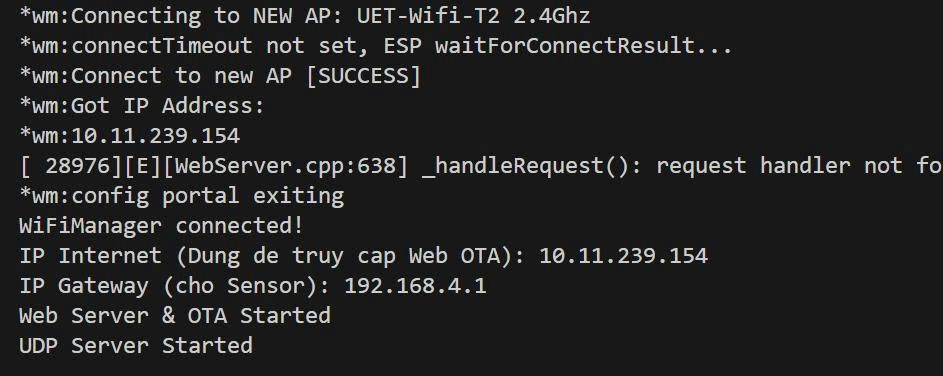 *wm:Connecting to NEW AP: UET-Wifi-T2 2.4Ghz
*wm:connectTimeout not set, ESP waitForConnectResult...
*wm:Connect to new AP [SUCCESS]
*wm:Got IP Address:
*wm:10.11.239.154
[ 28976][E][WebServer.cpp:638] _handleRequest(): request handler not fo
*wm:config portal exiting
WiFiManager connected!
IP Internet (Dung de truy cap Web OTA): 10.11.239.154
IP Gateway (cho Sensor): 192.168.4.1
Web Server & OTA Started
UDP Server Started